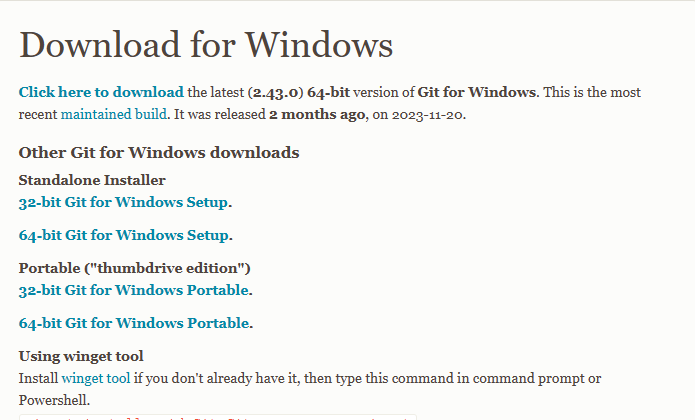 Download for Windows
Click here to download the latest (2.43.0) 64-bit version of Git for Windows. This is the most
recent maintained build. It was released 2 months ago, on 2023-11-20.
Other Git for Windows downloads
Standalone Installer
32-bit Git for Windows Setup.
64-bit Git for Windows Setup.
Portable ("thumbdrive edition")
32-bit Git for Windows Portable.
64-bit Git for Windows Portable.
Using winget tool
Install winget tool if you don't already have it, then type this command in command prompt or
Powershell.